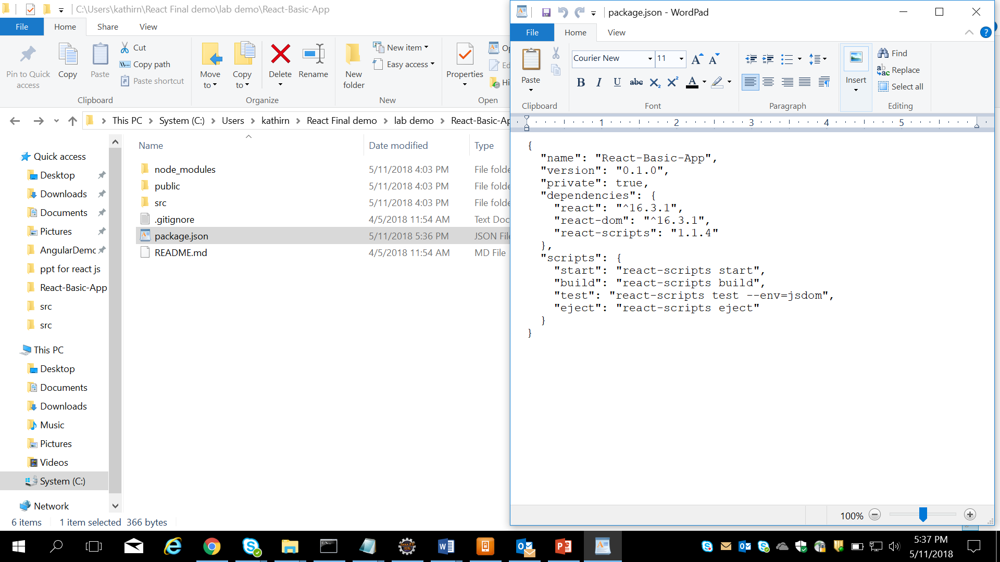 C:\Users\kathirn\React Final demo\lab demo\React-Basic-App
File Home Share View
Pin to Quick access
Copy
Paste
Cut
Copy path
Paste shortcut
Clipboard
Move to
Copy to
Delete
Rename
Organize
New folder
New item
Easy access
New
Properties
Open
This PC > System (C:) > Users > kathirn > React Final demo > lab demo > React-Basic-Ap
Name Date modified Type
node_modules 5/11/2018 4:03 PM File folde
public 5/11/2018 4:03 PM File folde
src 5/11/2018 4:03 PM File folde
.gitignore 4/5/2018 11:54 AM Text Doc
package.json 5/11/2018 5:36 PM JSON File
README.md 4/5/2018 11:54 AM MD File
Quick access
Desktop
Downloads
Documents
Pictures
AngularDemo
ppt for react js
React-Basic-App
src
src
This PC
Desktop
Documents
Downloads
Music
Pictures
Videos
System (C:)
Network
6 items 1 item selected 366 bytes
package.json - WordPad
File Home View
Paste
Clipboard
Courier New 11
B I U abc X₂ X² A
Font
Paragraph
Insert
Find
Replace
Select all
Editing
1 2 3 4 5
{
"name": "React-Basic-App",
"version": "0.1.0",
"private": true,
"dependencies": {
"react": "^16.3.1",
"react-dom": "^16.3.1",
"react-scripts": "1.1.4"
},
"scripts": {
"start": "react-scripts start",
"build": "react-scripts build",
"test": "react-scripts test --env=jsdom",
"eject": "react-scripts eject"
}
}
100%
5:37 PM
5/11/2018